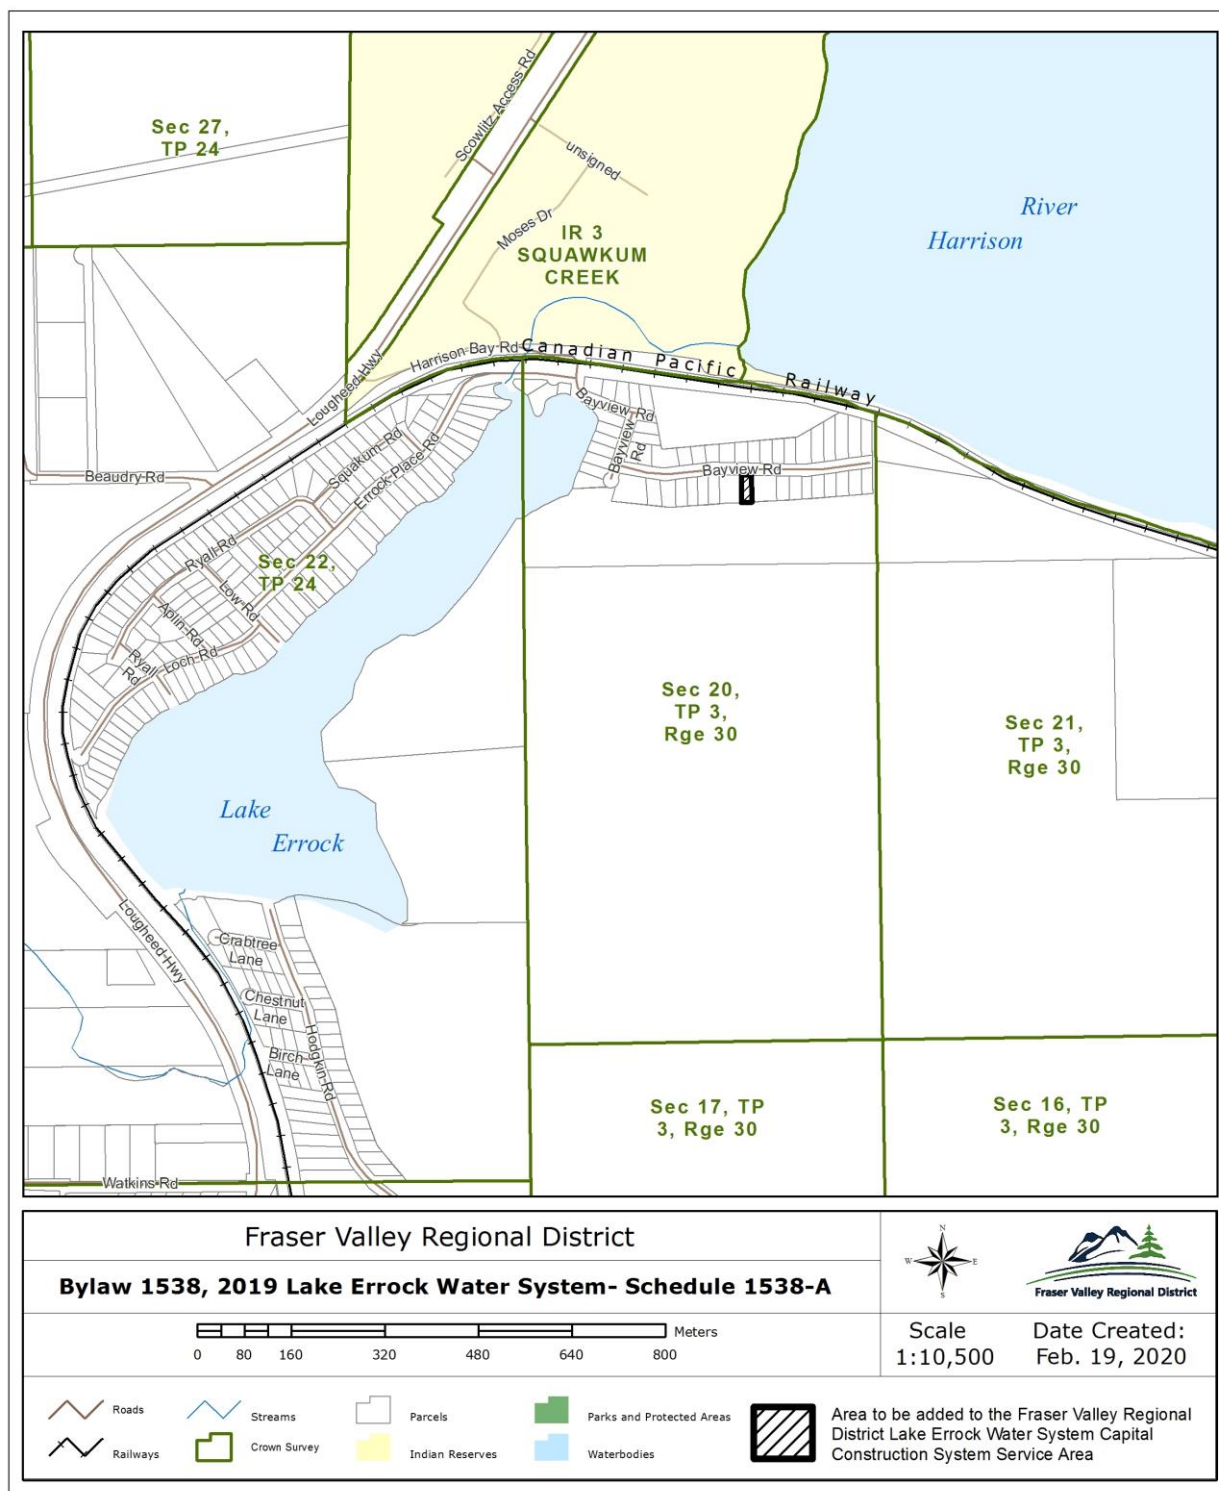 Sec 27,
TP 24
Scowlitz Access Rd
unsigned
Moses Dr
IR 3
SQUAWKUM
CREEK
River
Harrison
Harrison Bay Rd
Canadian Pacific Railway
Lougheed Hwy
Beaudry Rd
Squakum Rd
Errock Place Rd
Bayview Rd
Bayview Rd
Bayview Rd
Ryall Rd
Sec 22,
TP 24
Low Rd
Aplin Rd
Ryall Rd
Loch Rd
Sec 20,
TP 3,
Rge 30
Sec 21,
TP 3,
Rge 30
Lake
Errock
Lougheed Hwy
Crabtree
Lane
Chestnut
Lane
Birch
Lane
Hodgkin Rd
Sec 17, TP
3, Rge 30
Sec 16, TP
3, Rge 30
Watkins Rd
Fraser Valley Regional District
Bylaw 1538, 2019 Lake Errock Water System- Schedule 1538-A
N
W E
S
Fraser Valley Regional District
Meters
0 80 160 320 480 640 800
Scale
1:10,500
Date Created:
Feb. 19, 2020
Roads
Streams
Parcels
Parks and Protected Areas
Railways
Crown Survey
Indian Reserves
Waterbodies
Area to be added to the Fraser Valley Regional
District Lake Errock Water System Capital
Construction System Service Area